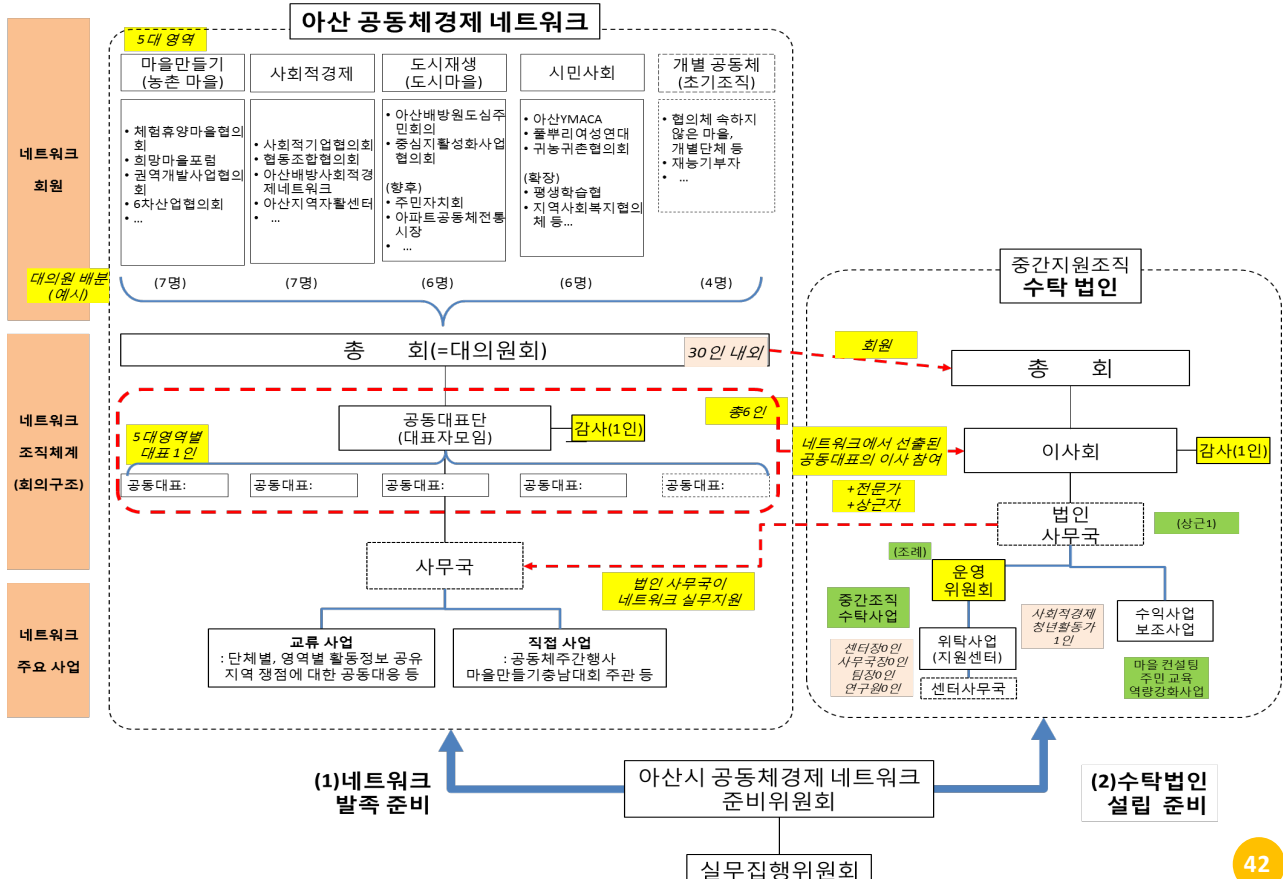 아산 공동체경제 네트워크
5대 영역
네트워크
회원
마을만들기
(농촌 마을)
사회적경제
도시재생
(도시마을)
시민사회
개별 공동체
(초기조직)
• 체험휴양마을협의
회
• 희망마을포럼
• 권역개발사업협의
회
• 6차산업협의회
• …
• 사회적기업협의회
• 협동조합협의회
• 아산배방사회적경
제네트워크
• 아산지역자활센터
• …
• 아산배방원도심주
민회의
• 중심지활성화사업
협의회
(향후)
• 주민자치회
• 아파트공동체전통
시장
• …
• 아산YMACA
• 풀뿌리여성연대
• 귀농귀촌협의회
(확장)
• 평생학습협
• 지역사회복지협의
체 등…
• 협의체 속하지
않은 마을,
개별단체 등
• 재능기부자
• …
대의원 배분
(예시)
(7명)
(7명)
(6명)
(6명)
(4명)
네트워크
조직체계
(회의구조)
총 회(=대의원회)
30인 내외
총6인
공동대표단
(대표자모임)
감사(1인)
5대영역별
대표 1인
공동대표:
공동대표:
공동대표:
공동대표:
공동대표:
사무국
네트워크
주요 사업
교류 사업
: 단체별, 영역별 활동정보 공유
지역 쟁점에 대한 공동대응 등
직접 사업
: 공동체주간행사
마을만들기충남대회 주관 등
회원
네트워크에서 선출된
공동대표의 이사 참여
+전문가
+상근자
법인 사무국이
네트워크 실무지원
중간지원조직
수탁 법인
총 회
이사회
감사(1인)
법인
사무국
(상근1)
(조례)
운영
위원회
중간조직
수탁사업
사회적경제
청년활동가
1인
수익사업
보조사업
센터장0인
사무국장0인
팀장0인
연구원0인
위탁사업
(지원센터)
센터사무국
마을 컨설팅
주민 교육
역량강화사업
(1)네트워크
발족 준비
아산시 공동체경제 네트워크
준비위원회
(2)수탁법인
설립 준비
실무집행위원회
42